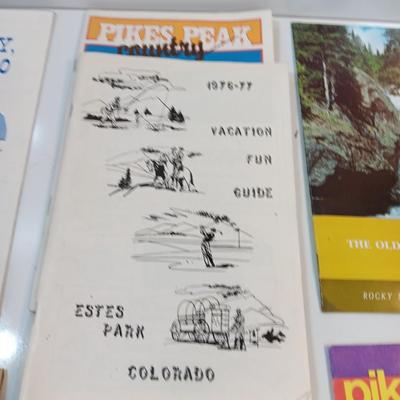 PIKES PEAK
country
1976-77
VACATION
FUN
GUIDE
ESTES
PARK
COLORADO
Y,
O
THE OLD
ROCKY
pik